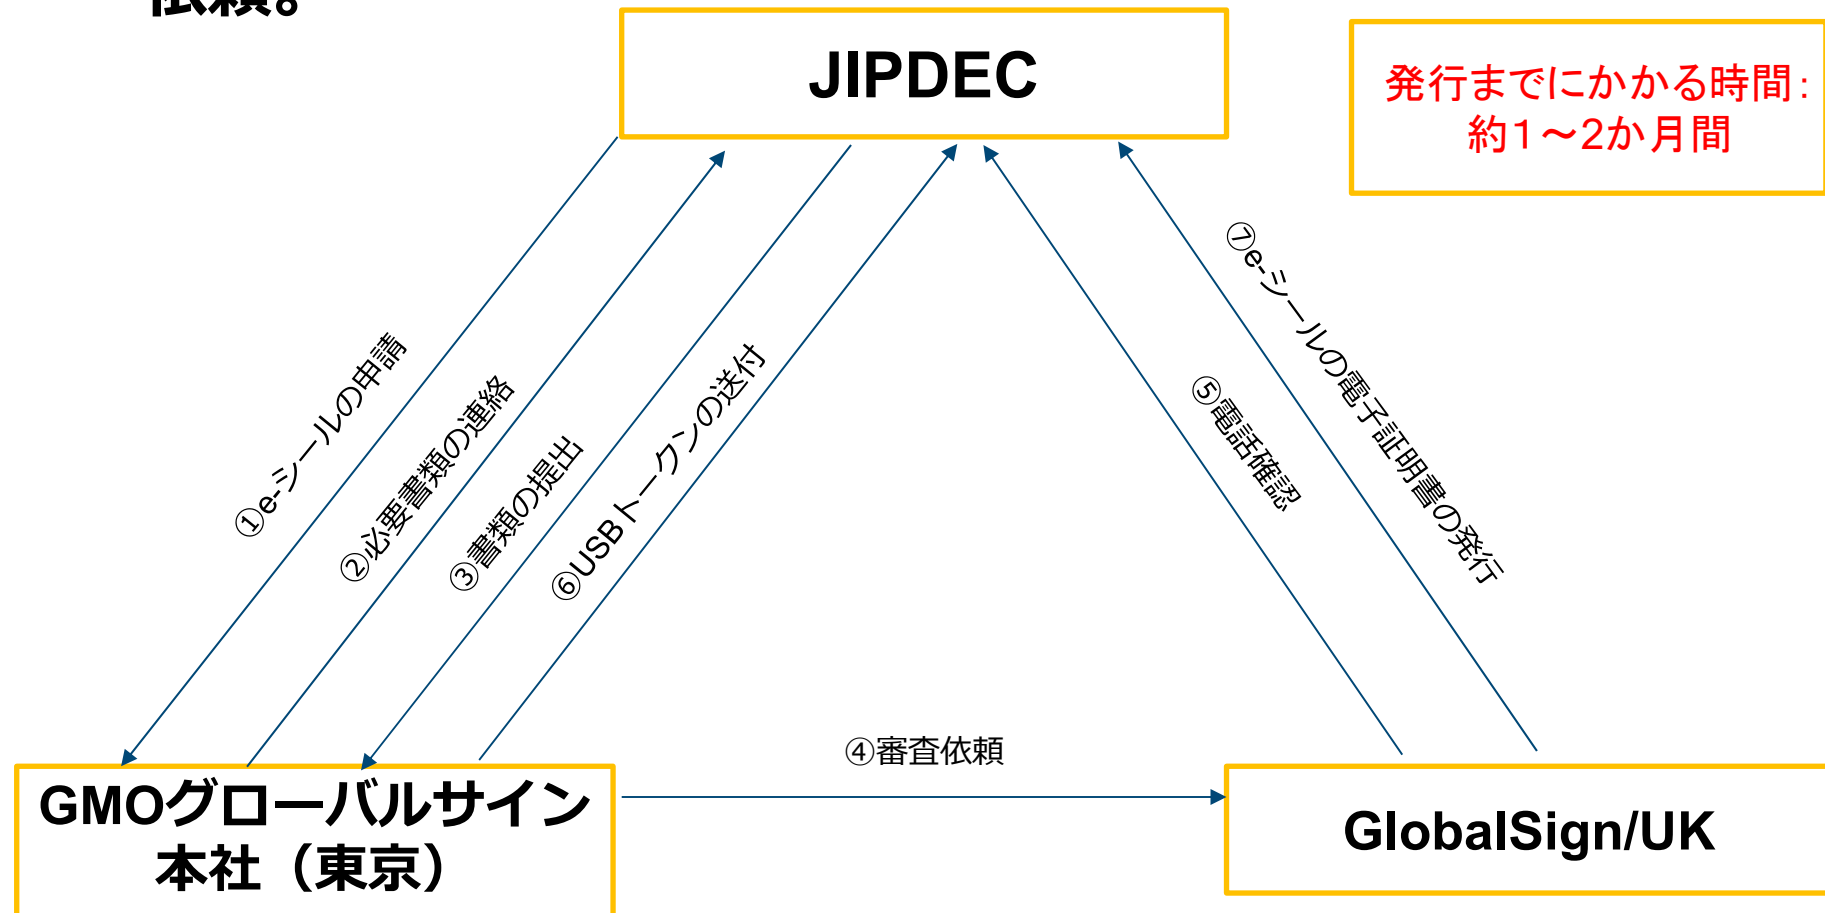 依頼。
JIPDEC
発行までにかかる時間：
約1～2か月間
①e-シールの申請
②必要書類の連絡
③書類の提出
⑥USBトークンの送付
⑤電話確認
⑦e-シールの電子証明書の発行
④審査依頼
GMOグローバルサイン
本社（東京）
GlobalSign/UK